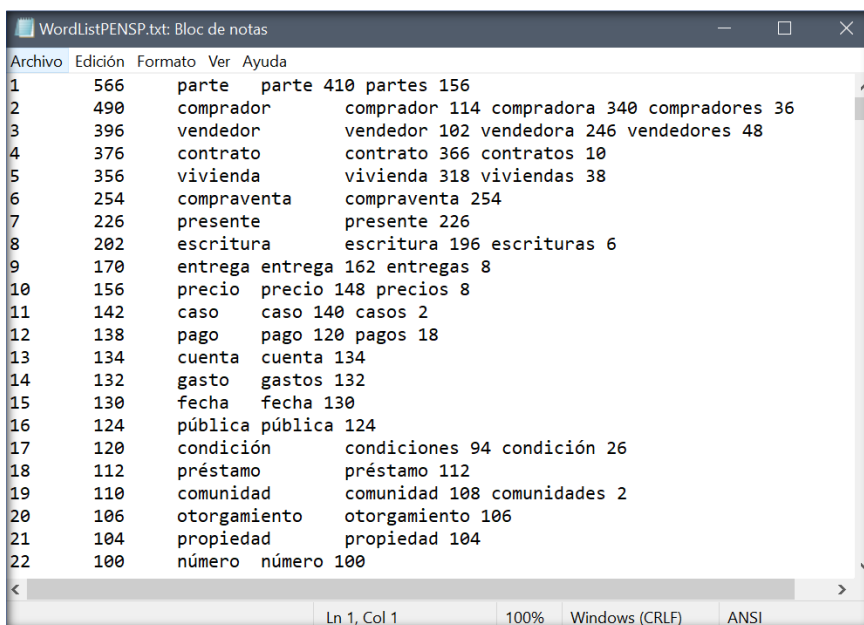 WordListPENSP.txt: Bloc de notas
Archivo Edición Formato Ver Ayuda
1 566 parte parte 410 partes 156
2 490 comprador comprador 114 compradora 340 compradores 36
3 396 vendedor vendedor 102 vendedora 246 vendedores 48
4 376 contrato contrato 366 contratos 10
5 356 vivienda vivienda 318 viviendas 38
6 254 compraventa compraventa 254
7 226 presente presente 226
8 202 escritura escritura 196 escrituras 6
9 170 entrega entrega 162 entregas 8
10 156 precio precio 148 precios 8
11 142 caso caso 140 casos 2
12 138 pago pago 120 pagos 18
13 134 cuenta cuenta 134
14 132 gasto gastos 132
15 130 fecha fecha 130
16 124 pública pública 124
17 120 condición condiciones 94 condición 26
18 112 préstamo préstamo 112
19 110 comunidad comunidad 108 comunidades 2
20 106 otorgamiento otorgamiento 106
21 104 propiedad propiedad 104
22 100 número número 100
Ln 1, Col 1 100% Windows (CRLF) ANSI